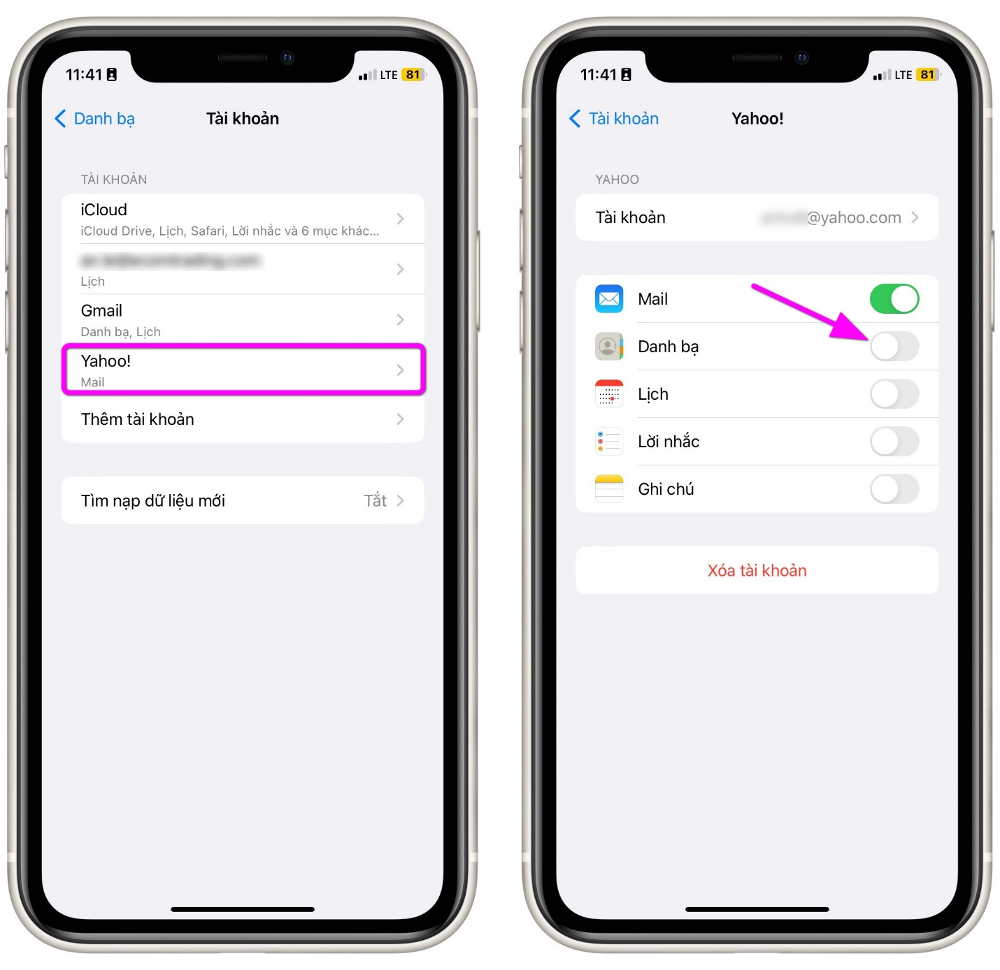 11:41
LTE 81
Danh bạ
Tài khoản
TÀI KHOẢN
iCloud
iCloud Drive, Lịch, Safari, Lời nhắc và 6 mục khác...
Lịch
Gmail
Danh bạ, Lịch
Yahoo!
Mail
Thêm tài khoản
Tìm nạp dữ liệu mới
Tắt
11:41
LTE 81
Tài khoản
Yahoo!
YAHOO
Tài khoản
@yahoo.com
Mail
Danh bạ
Lịch
Lời nhắc
Ghi chú
Xóa tài khoản